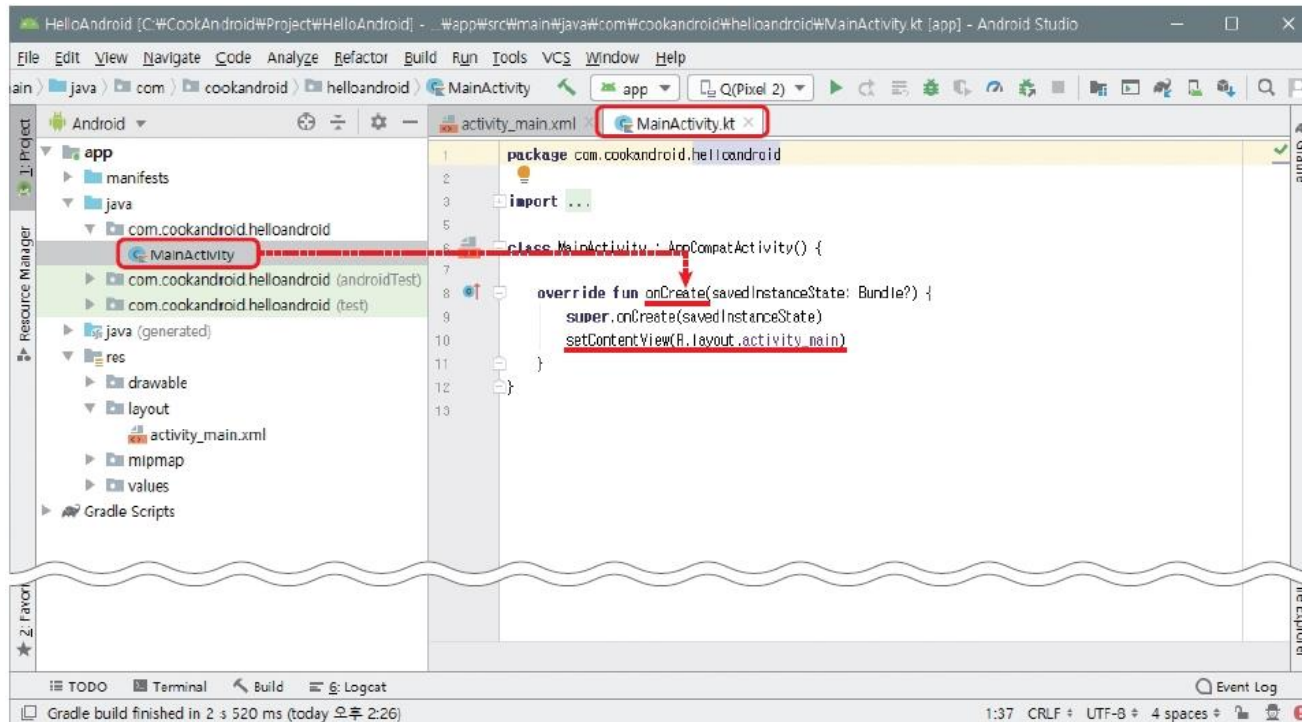 HelloAndroid [C:₩CookAndroid₩Project₩HelloAndroid] - ...₩app₩src₩main₩java₩com₩cookandroid₩helloandroid₩MainActivity.kt [app] - Android Studio
File Edit View Navigate Code Analyze Refactor Build Run Tools VCS Window Help
ain java com cookandroid helloandroid MainActivity app Q(Pixel 2)
1: Project
Resource Manager
2: Favor
Android
app
manifests
java
com.cookandroid.helloandroid
MainActivity
com.cookandroid.helloandroid (androidTest)
com.cookandroid.helloandroid (test)
java (generated)
res
drawable
layout
activity_main.xml
mipmap
values
Gradle Scripts
activity_main.xml MainActivity.kt
1 package com.cookandroid.helloandroid
2
3 import ...
5
6 class MainActivity : AppCompatActivity() {
7
8 override fun onCreate(savedInstanceState: Bundle?) {
9 super.onCreate(savedInstanceState)
10 setContentView(R.layout.activity_main)
11 }
12 }
13
Gradle
le Explorer
TODO Terminal Build 6: Logcat Event Log
Gradle build finished in 2 s 520 ms (today 오후 2:26) 1:37 CRLF UTF-8 4 spaces